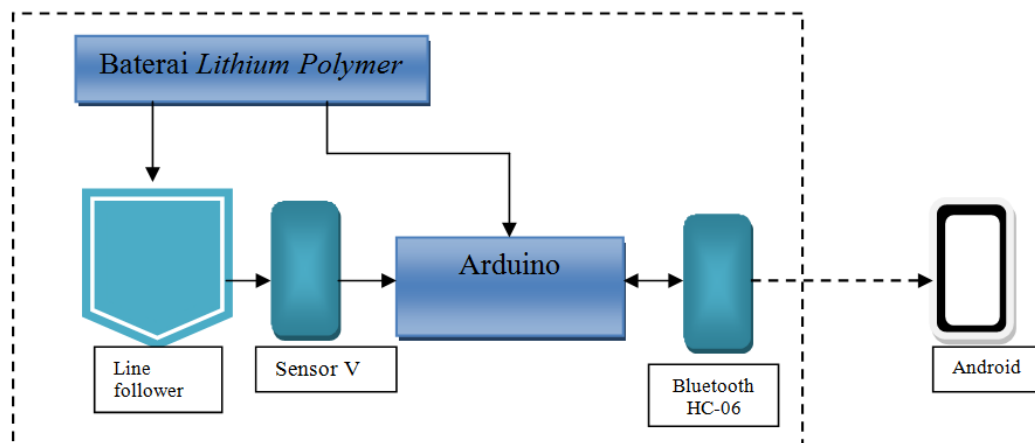 Baterai Lithium Polymer
Arduino
Line
follower
Sensor V
Bluetooth
HC-06
Android